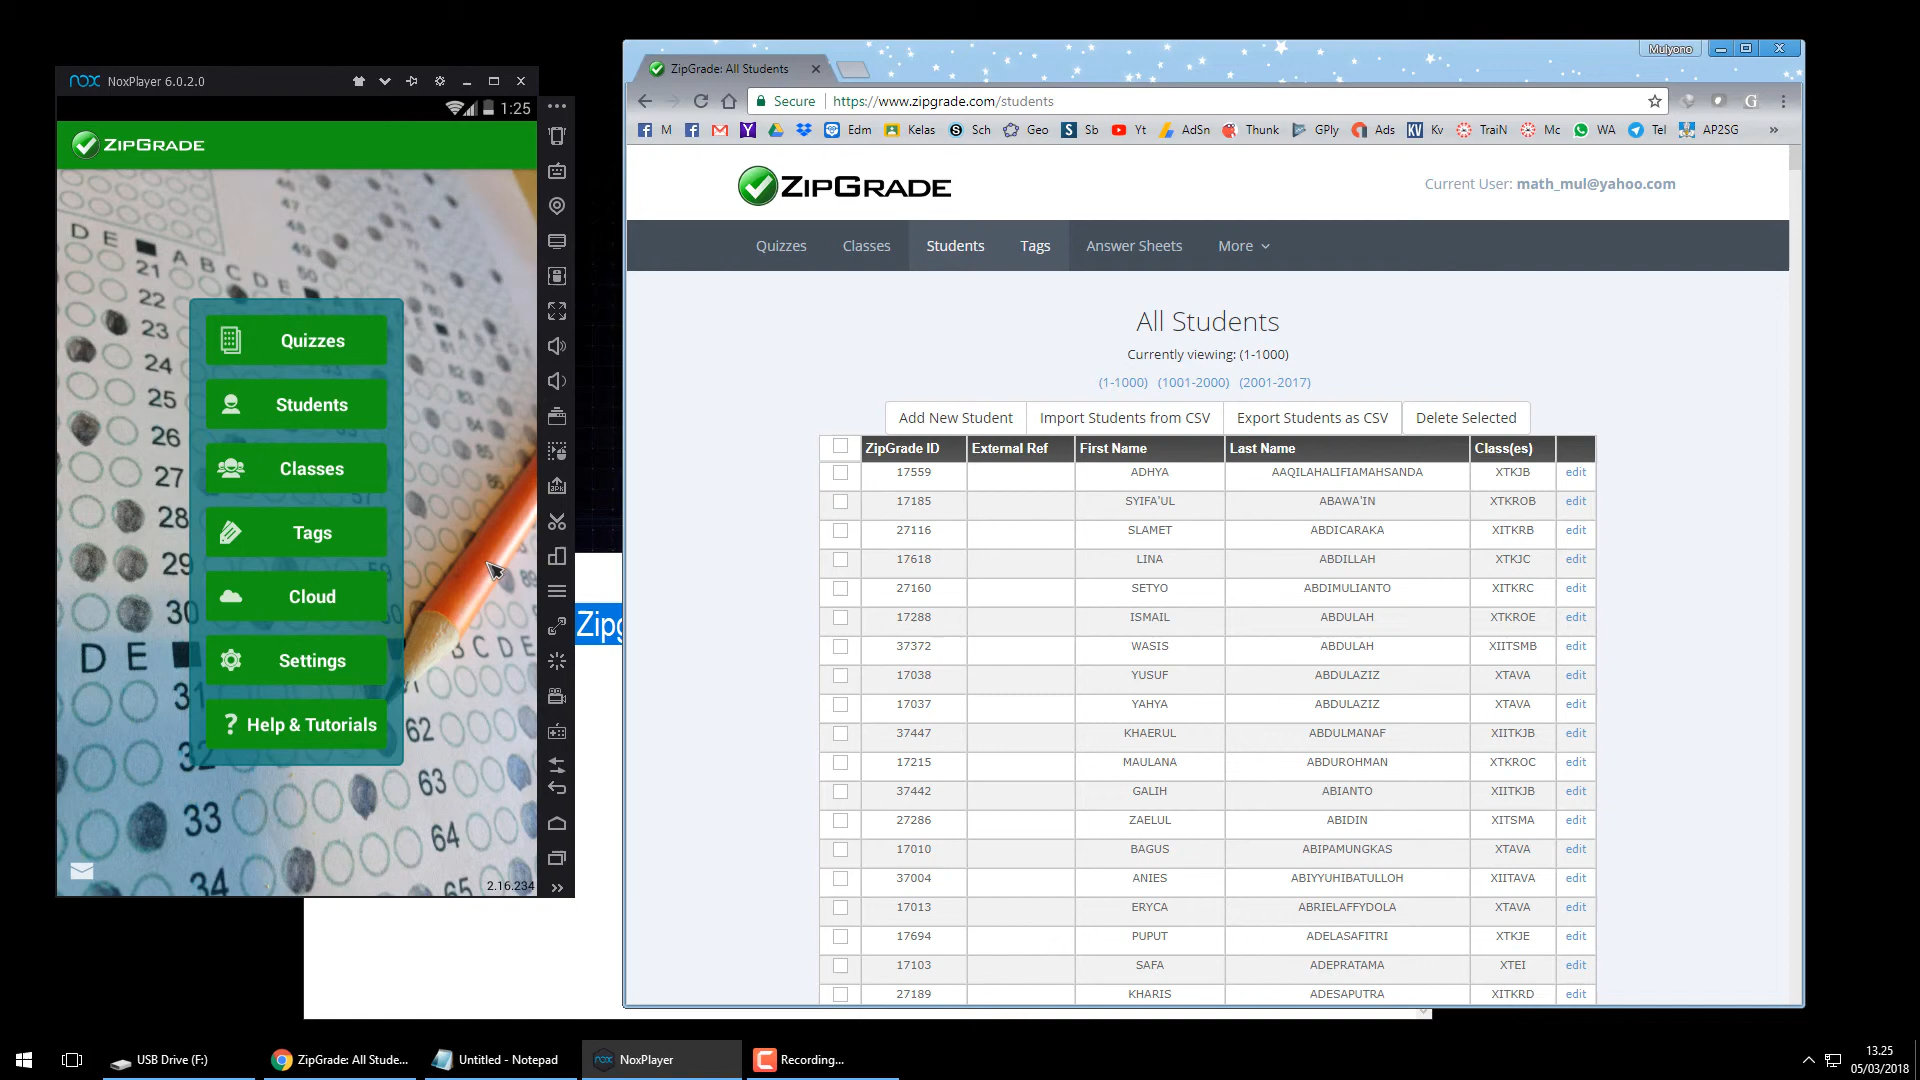 nox NoxPlayer 6.0.2.0
1:25
ZIPGRADE
Quizzes
Students
Classes
Tags
Cloud
Settings
? Help & Tutorials
2.16.234
Zip
Mulyono
ZipGrade: All Students
Secure https://www.zipgrade.com/students
M Edm Kelas Sch Geo Sb Yt AdSn Thunk GPly Ads Kv TraiN Mc WA Tel AP2SG »
ZIPGRADE
Current User: math_mul@yahoo.com
Quizzes Classes Students Tags Answer Sheets More
All Students
Currently viewing: (1-1000)
(1-1000) (1001-2000) (2001-2017)
Add New Student Import Students from CSV Export Students as CSV Delete Selected
ZipGrade ID External Ref First Name Last Name Class(es)
17559 ADHYA AAQILAHALIFIAMAHSANDA XTKJB edit
17185 SYIFA'UL ABAWA'IN XTKROB edit
27116 SLAMET ABDICARAKA XITKRB edit
17618 LINA ABDILLAH XTKJC edit
27160 SETYO ABDIMULIANTO XITKRC edit
17288 ISMAIL ABDULAH XTKROE edit
37372 WASIS ABDULAH XIITSMB edit
17038 YUSUF ABDULAZIZ XTAVA edit
17037 YAHYA ABDULAZIZ XTAVA edit
37447 KHAERUL ABDULMANAF XIITKJB edit
17215 MAULANA ABDUROHMAN XTKROC edit
37442 GALIH ABIANTO XIITKJB edit
27286 ZAELUL ABIDIN XITSMA edit
17010 BAGUS ABIPAMUNGKAS XTAVA edit
37004 ANIES ABIYYUHIBATULLOH XIITAVA edit
17013 ERYCA ABRIELAFFYDOLA XTAVA edit
17694 PUPUT ADELASAFITRI XTKJE edit
17103 SAFA ADEPRATAMA XTEI edit
27189 KHARIS ADESAPUTRA XITKRD edit
USB Drive (F:) ZipGrade: All Stude... Untitled - Notepad NoxPlayer Recording...
13.25
05/03/2018